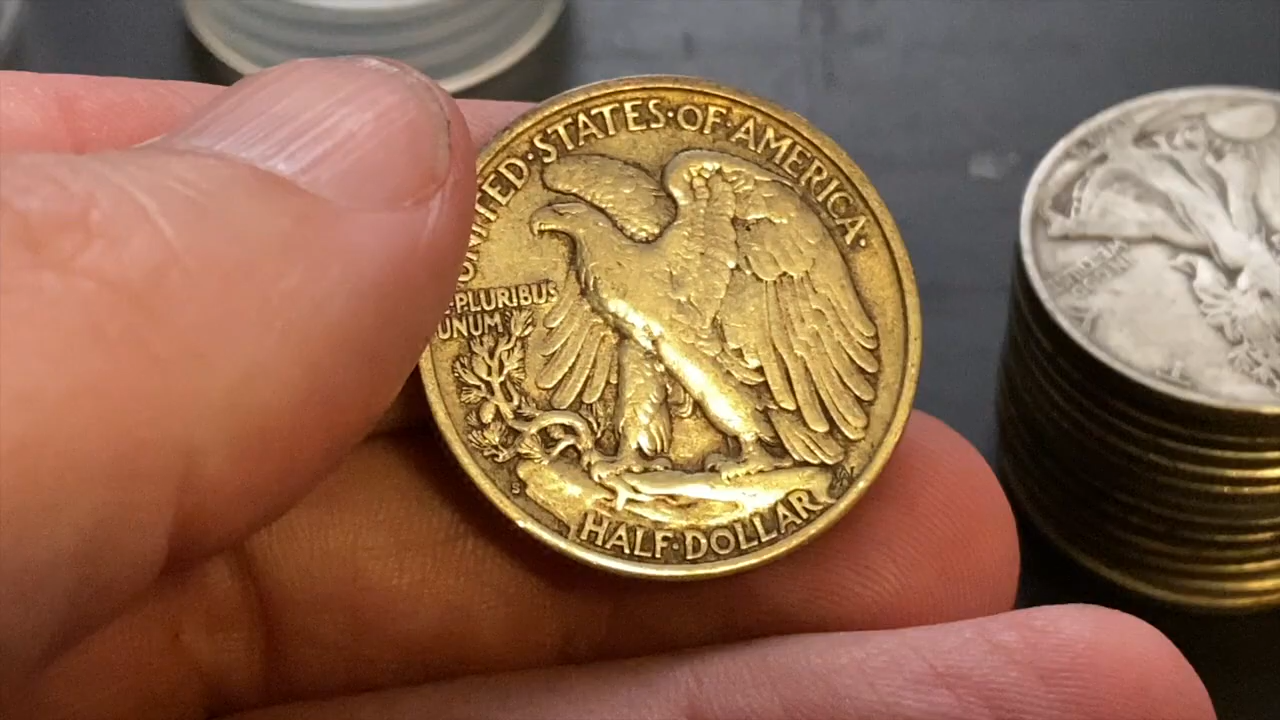 UNITED·STATES·OF·AMERICA·
·PLURIBUS
UNUM
S
HALF·DOLLAR